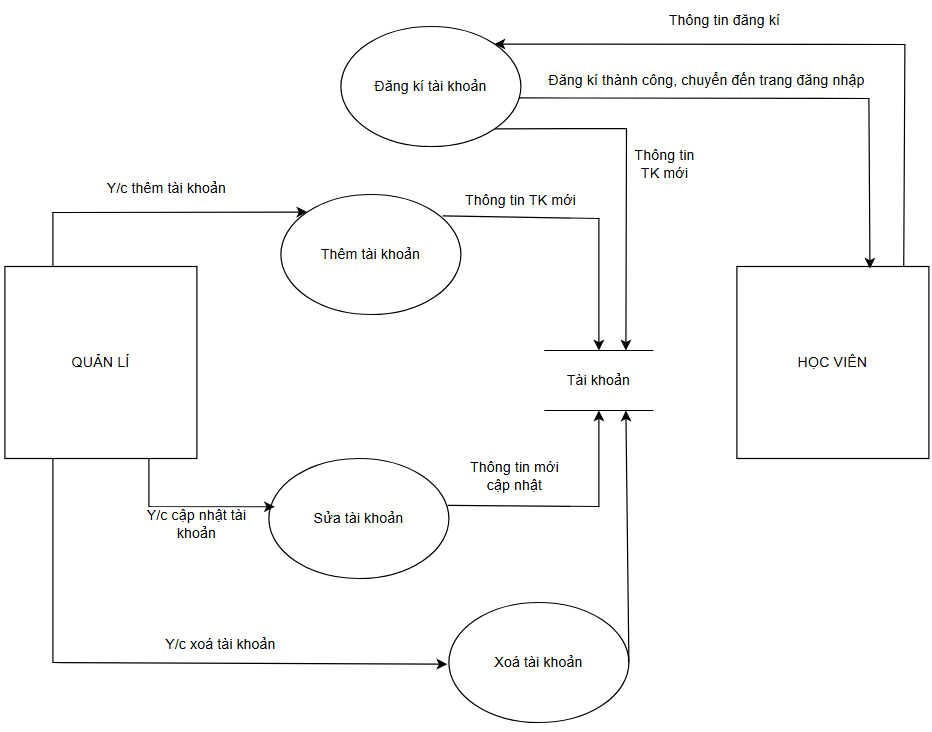 Thông tin đăng kí
Đăng kí tài khoản
Đăng kí thành công, chuyển đến trang đăng nhập
Thông tin
TK mới
Y/c thêm tài khoản
Thông tin TK mới
Thêm tài khoản
QUẢN LÍ
Tài khoản
HỌC VIÊN
Thông tin mới
cập nhật
Y/c cập nhật tài
khoản
Sửa tài khoản
Y/c xoá tài khoản
Xoá tài khoản